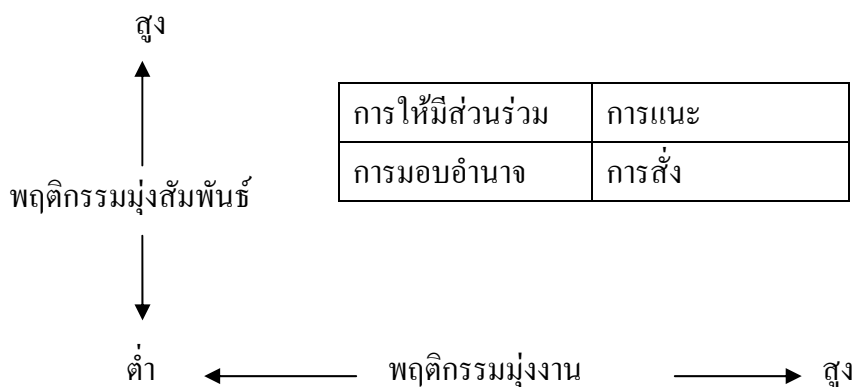 สูง
การให้มีส่วนร่วม การแนะ
การมอบอำนาจ การสั่ง
พฤติกรรมมุ่งสัมพันธ์
ต่ำ พฤติกรรมมุ่งงาน สูง